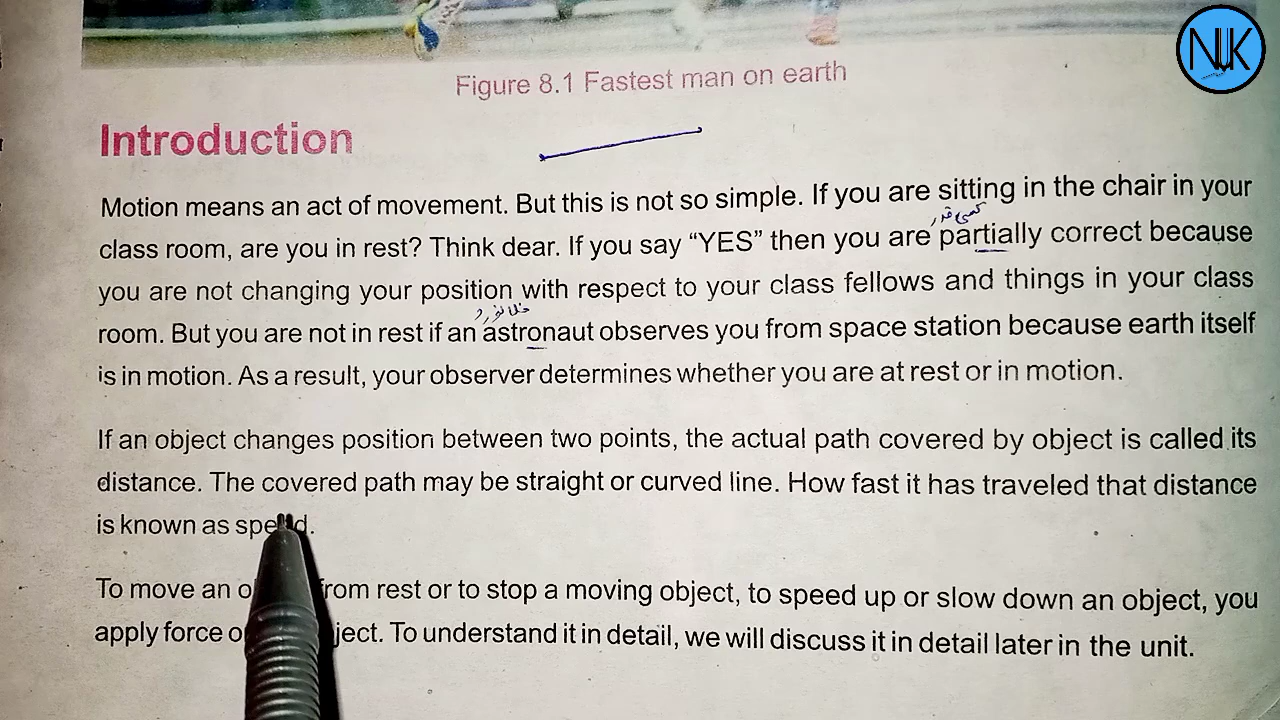 NJK
Figure 8.1 Fastest man on earth
Introduction
Motion means an act of movement. But this is not so simple. If you are sitting in the chair in your
کسی قدر
class room, are you in rest? Think dear. If you say “YES” then you are partially correct because
you are not changing your position with respect to your class fellows and things in your class
خلا نورد
room. But you are not in rest if an astronaut observes you from space station because earth itself
is in motion. As a result, your observer determines whether you are at rest or in motion.
If an object changes position between two points, the actual path covered by object is called its
distance. The covered path may be straight or curved line. How fast it has traveled that distance
is known as speed.
To move an from rest or to stop a moving object, to speed up or slow down an object, you
apply force To understand it in detail, we will discuss it in detail later in the unit.